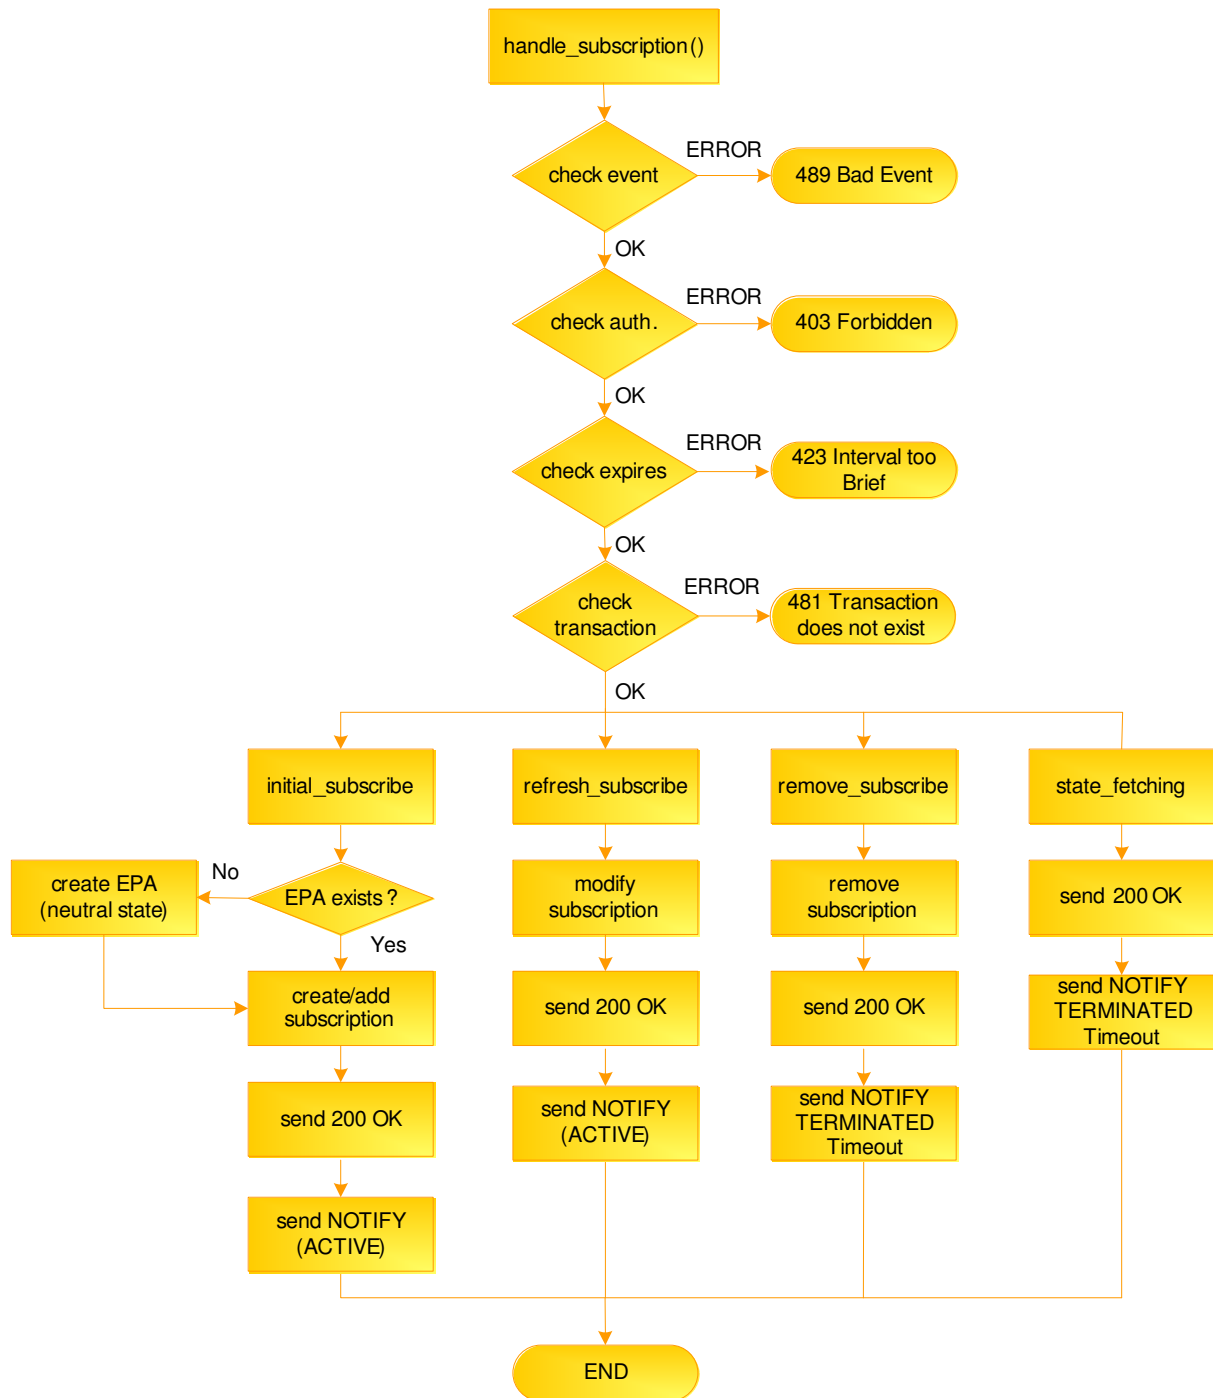 handle_subscription()
check event
ERROR
489 Bad Event
OK
check auth.
ERROR
403 Forbidden
OK
check expires
ERROR
423 Interval too
Brief
OK
check
transaction
ERROR
481 Transaction
does not exist
OK
initial_subscribe
refresh_subscribe
remove_subscribe
state_fetching
create EPA
(neutral state)
No
EPA exists ?
Yes
modify
subscription
remove
subscription
send 200 OK
create/add
subscription
send 200 OK
send 200 OK
send NOTIFY
TERMINATED
Timeout
send 200 OK
send NOTIFY
(ACTIVE)
send NOTIFY
TERMINATED
Timeout
send NOTIFY
(ACTIVE)
END